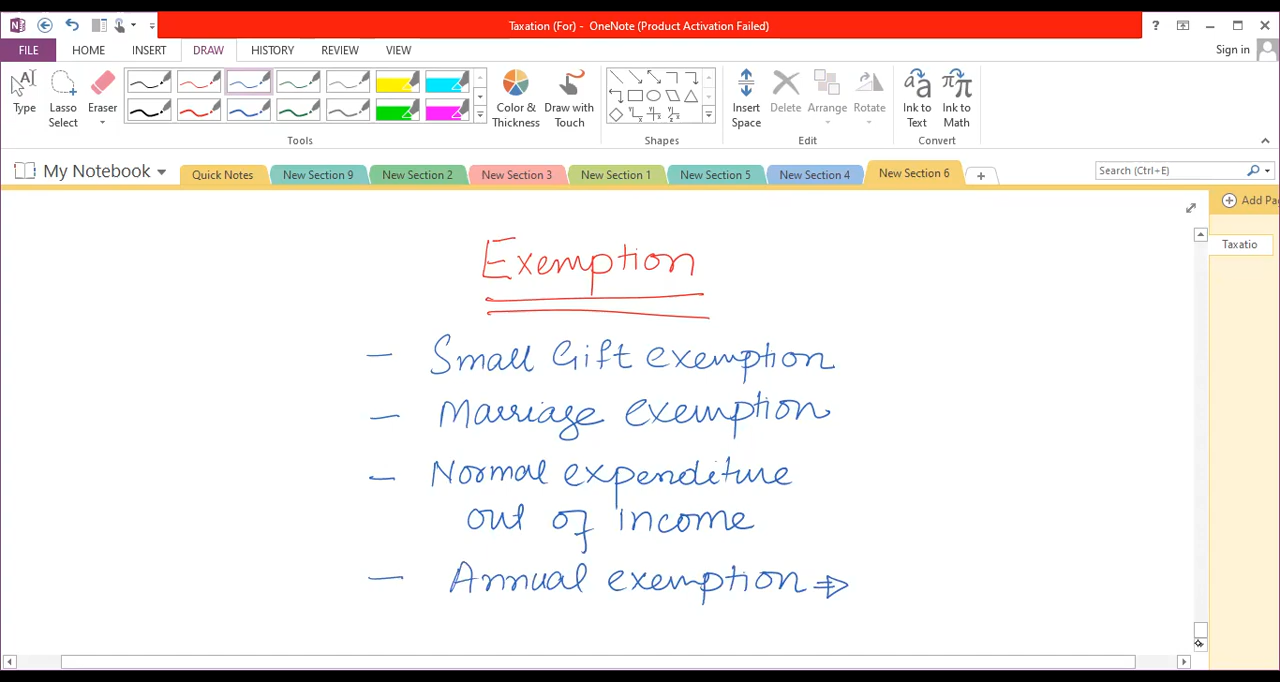 Taxation (For) - OneNote (Product Activation Failed)
?
FILE HOME INSERT DRAW HISTORY REVIEW VIEW Sign in
Type Lasso Select Eraser Color & Thickness Draw with Touch Insert Space Delete Arrange Rotate Ink to Text Ink to Math
Tools Shapes Edit Convert
My Notebook Quick Notes New Section 9 New Section 2 New Section 3 New Section 1 New Section 5 New Section 4 New Section 6 Search (Ctrl+E)
Add Pa
Taxatio
Exemption
- Small Gift exemption
- Marriage exemption
- Normal expenditure
out of income
- Annual exemption ⇒